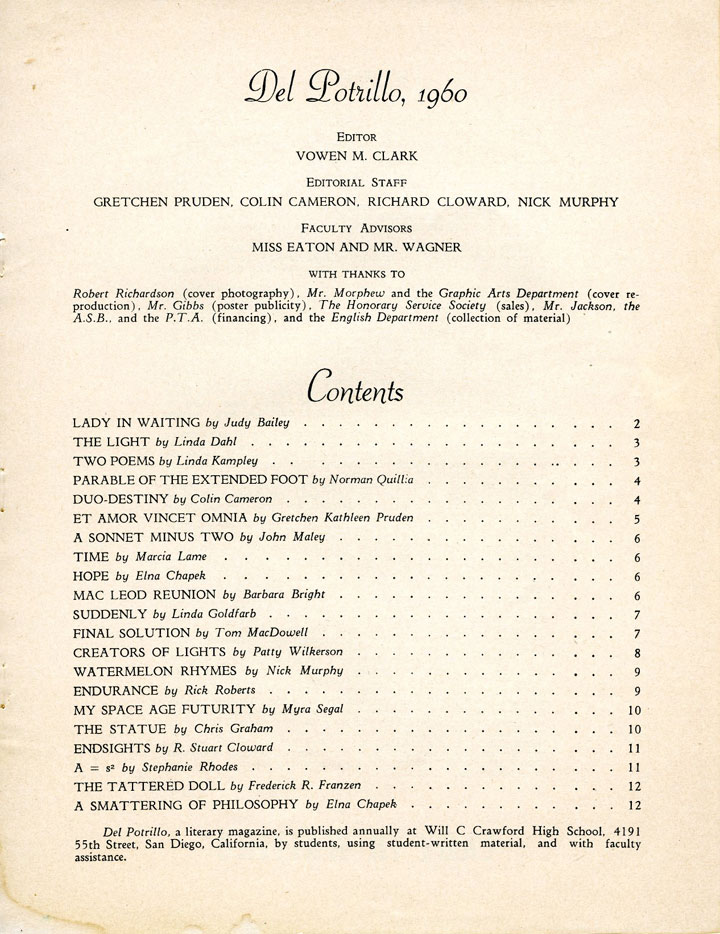 Del Potrillo, 1960
EDITOR
VOWEN M. CLARK
EDITORIAL STAFF
GRETCHEN PRUDEN, COLIN CAMERON, RICHARD CLOWARD, NICK MURPHY
FACULTY ADVISORS
MISS EATON AND MR. WAGNER
WITH THANKS TO
Robert Richardson (cover photography), Mr. Morphew and the Graphic Arts Department (cover re-
production), Mr. Gibbs (poster publicity), The Honorary Service Society (sales), Mr. Jackson, the
A.S.B., and the P.T.A. (financing), and the English Department (collection of material)
Contents
LADY IN WAITING by Judy Bailey . . . . . . . . . . . . . . . . . 2
THE LIGHT by Linda Dahl . . . . . . . . . . . . . . . . . . . 3
TWO POEMS by Linda Kampley . . . . . . . . . . . . . . . . . . 3
PARABLE OF THE EXTENDED FOOT by Norman Quillia . . . . . . . . . . 4
DUO-DESTINY by Colin Cameron . . . . . . . . . . . . . . . . . 4
ET AMOR VINCET OMNIA by Gretchen Kathleen Pruden . . . . . . . . . . 5
A SONNET MINUS TWO by John Maley . . . . . . . . . . . . . . . 6
TIME by Marcia Lame . . . . . . . . . . . . . . . . . . . . 6
HOPE by Elna Chapek . . . . . . . . . . . . . . . . . . . . 6
MAC LEOD REUNION by Barbara Bright . . . . . . . . . . . . . . . 6
SUDDENLY by Linda Goldfarb . . . . . . . . . . . . . . . . . . 7
FINAL SOLUTION by Tom MacDowell . . . . . . . . . . . . . . . . 7
CREATORS OF LIGHTS by Patty Wilkerson . . . . . . . . . . . . . . 8
WATERMELON RHYMES by Nick Murphy . . . . . . . . . . . . . . 9
ENDURANCE by Rick Roberts . . . . . . . . . . . . . . . . . . 9
MY SPACE AGE FUTURITY by Myra Segal . . . . . . . . . . . . . . 10
THE STATUE by Chris Graham . . . . . . . . . . . . . . . . . 10
ENDSIGHTS by R. Stuart Cloward . . . . . . . . . . . . . . . . . 11
A = s² by Stephanie Rhodes . . . . . . . . . . . . . . . . . . 11
THE TATTERED DOLL by Frederick R. Franzen . . . . . . . . . . . . . 12
A SMATTERING OF PHILOSOPHY by Elna Chapek . . . . . . . . . . . 12
Del Potrillo, a literary magazine, is published annually at Will C Crawford High School, 4191
55th Street, San Diego, California, by students, using student-written material, and with faculty
assistance.